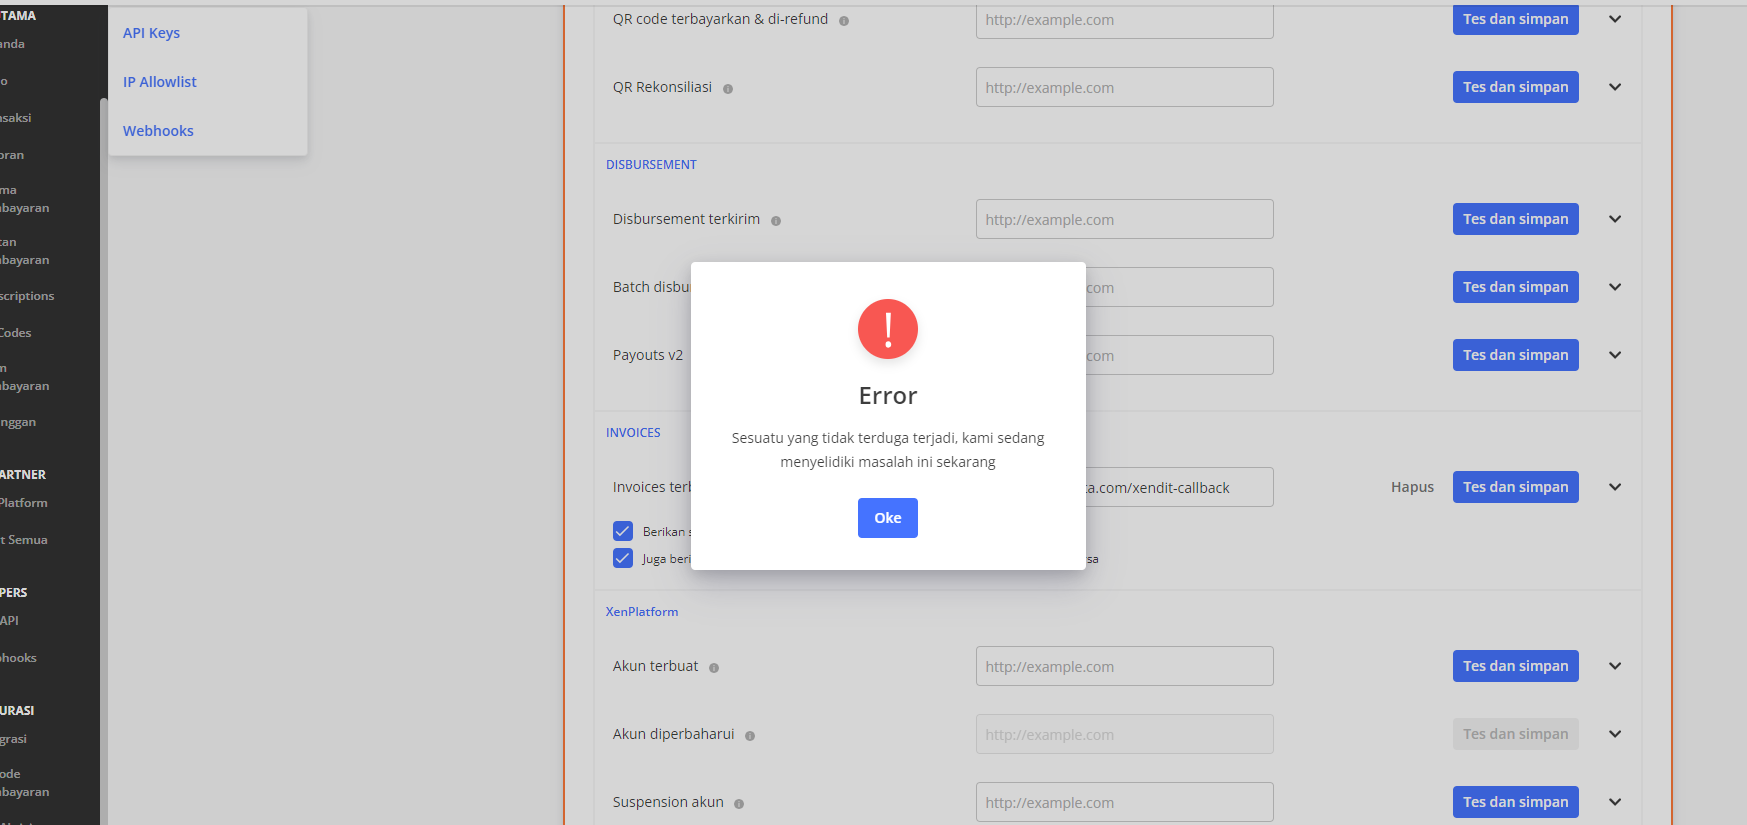 TAMA
anda
o
nsaksi
oran
ma
bayaran
an
bayaran
scriptions
Codes
m
bayaran
nggan
ARTNER
Platform
t Semua
PERS
API
hooks
URASI
grasi
ode
bayaran
API Keys
IP Allowlist
Webhooks
QR code terbayarkan & di-refund
http://example.com
Tes dan simpan
QR Rekonsiliasi
http://example.com
Tes dan simpan
DISBURSEMENT
Disbursement terkirim
http://example.com
Tes dan simpan
Batch disbu
com
Tes dan simpan
Payouts v2
com
Tes dan simpan
INVOICES
Invoices ter
a.com/xendit-callback
Hapus
Tes dan simpan
Berikan s
Juga beri
sa
XenPlatform
Akun terbuat
http://example.com
Tes dan simpan
Akun diperbaharui
http://example.com
Tes dan simpan
Suspension akun
http://example.com
Tes dan simpan
!
Error
Sesuatu yang tidak terduga terjadi, kami sedang
menyelidiki masalah ini sekarang
Oke